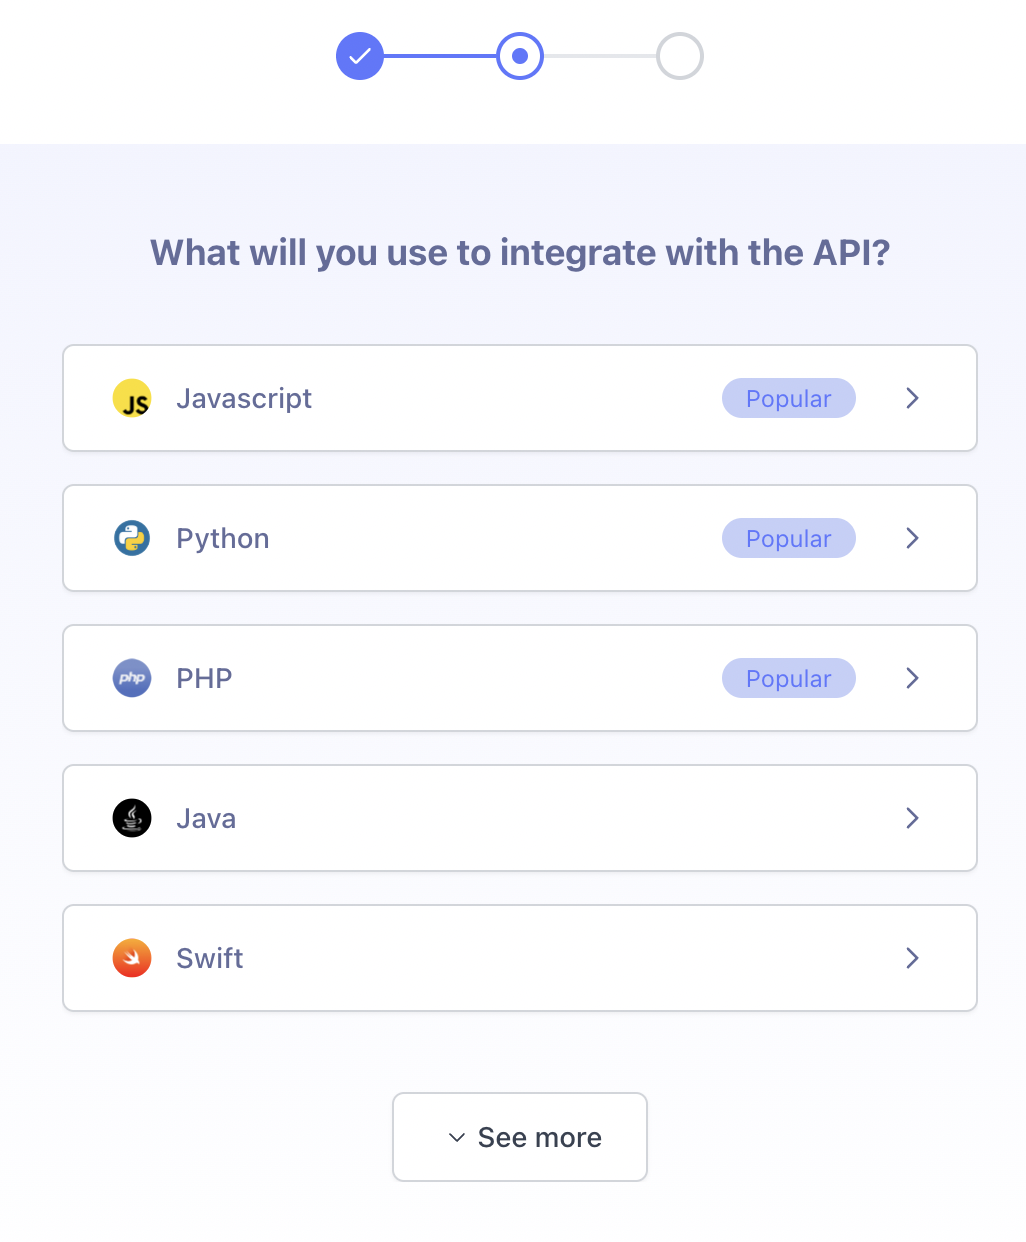 What will you use to integrate with the API?
JS Javascript Popular
Python Popular
php PHP Popular
Java
Swift
See more